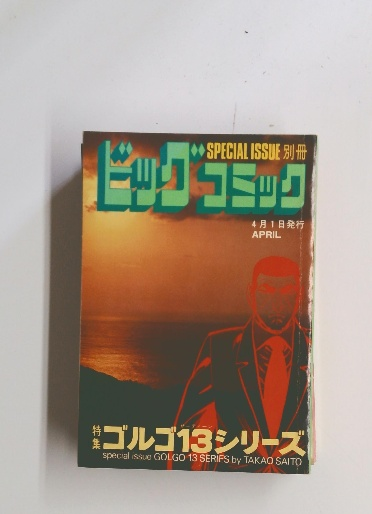 SPECIAL ISSUE 別冊
ビッグコミック
4月1日発行
APRIL
特集 ゴルゴ13シリーズ
special issue GOLGO 13 SERIES by TAKAO SAITO